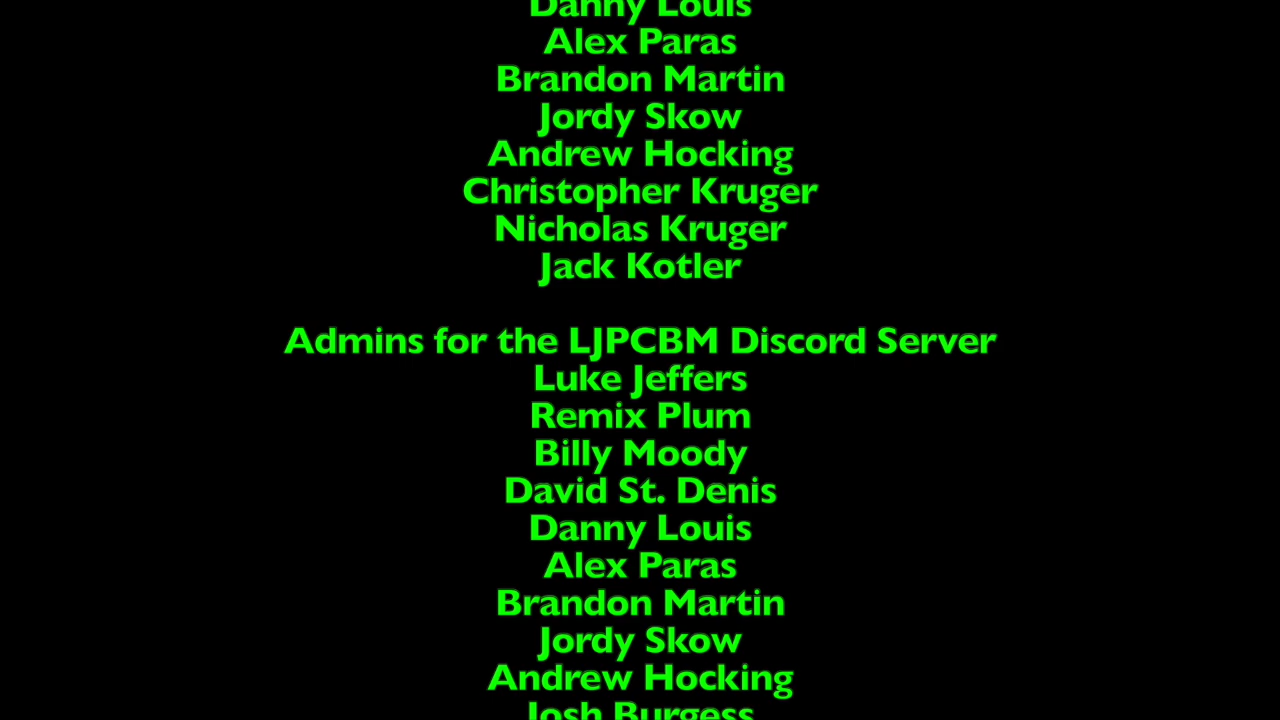 Danny Louis
Alex Paras
Brandon Martin
Jordy Skow
Andrew Hocking
Christopher Kruger
Nicholas Kruger
Jack Kotler
Admins for the LJPCBM Discord Server
Luke Jeffers
Remix Plum
Billy Moody
David St. Denis
Danny Louis
Alex Paras
Brandon Martin
Jordy Skow
Andrew Hocking
Josh Burgess